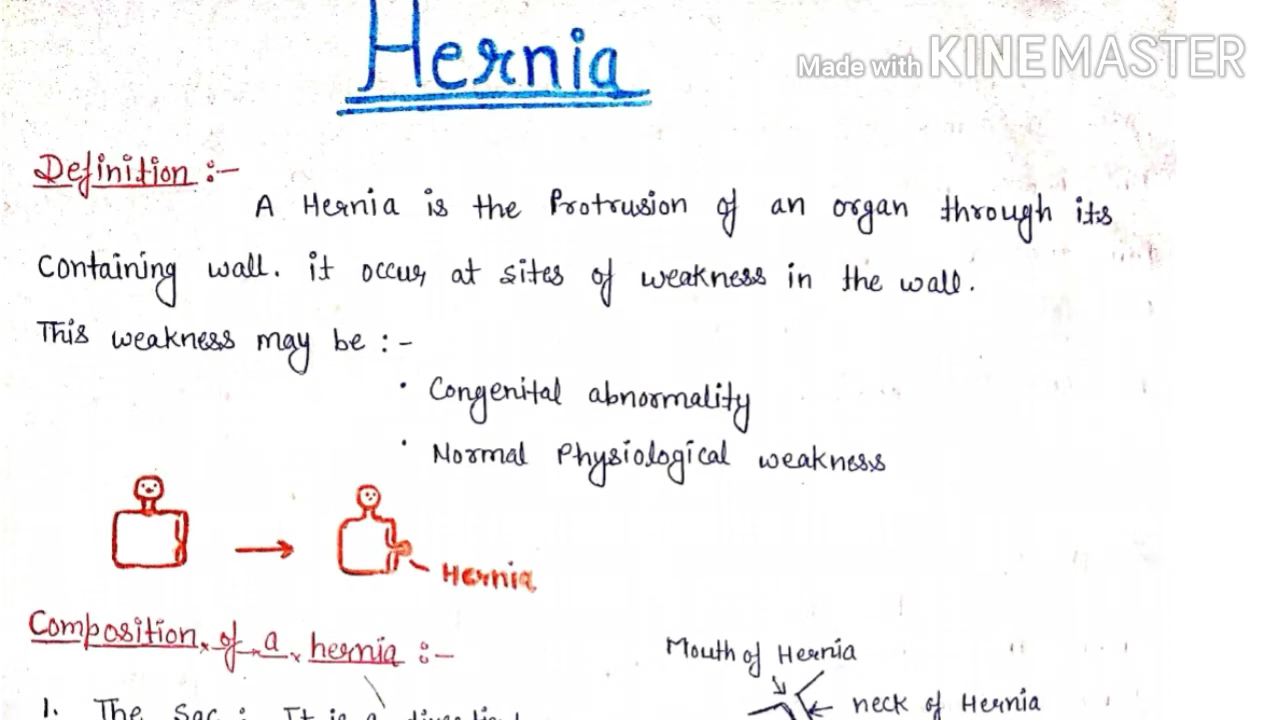 Hernia
Made with KINEMASTER
Definition :-
A Hernia is the Protrusion of an organ through its
Containing wall. it occur at sites of weakness in the wall.
This weakness may be :-
• Congenital abnormality
• Normal Physiological weakness
Hernia
Composition of a hernia :-
Mouth of Hernia
neck of Hernia
1. The Sac : It is a